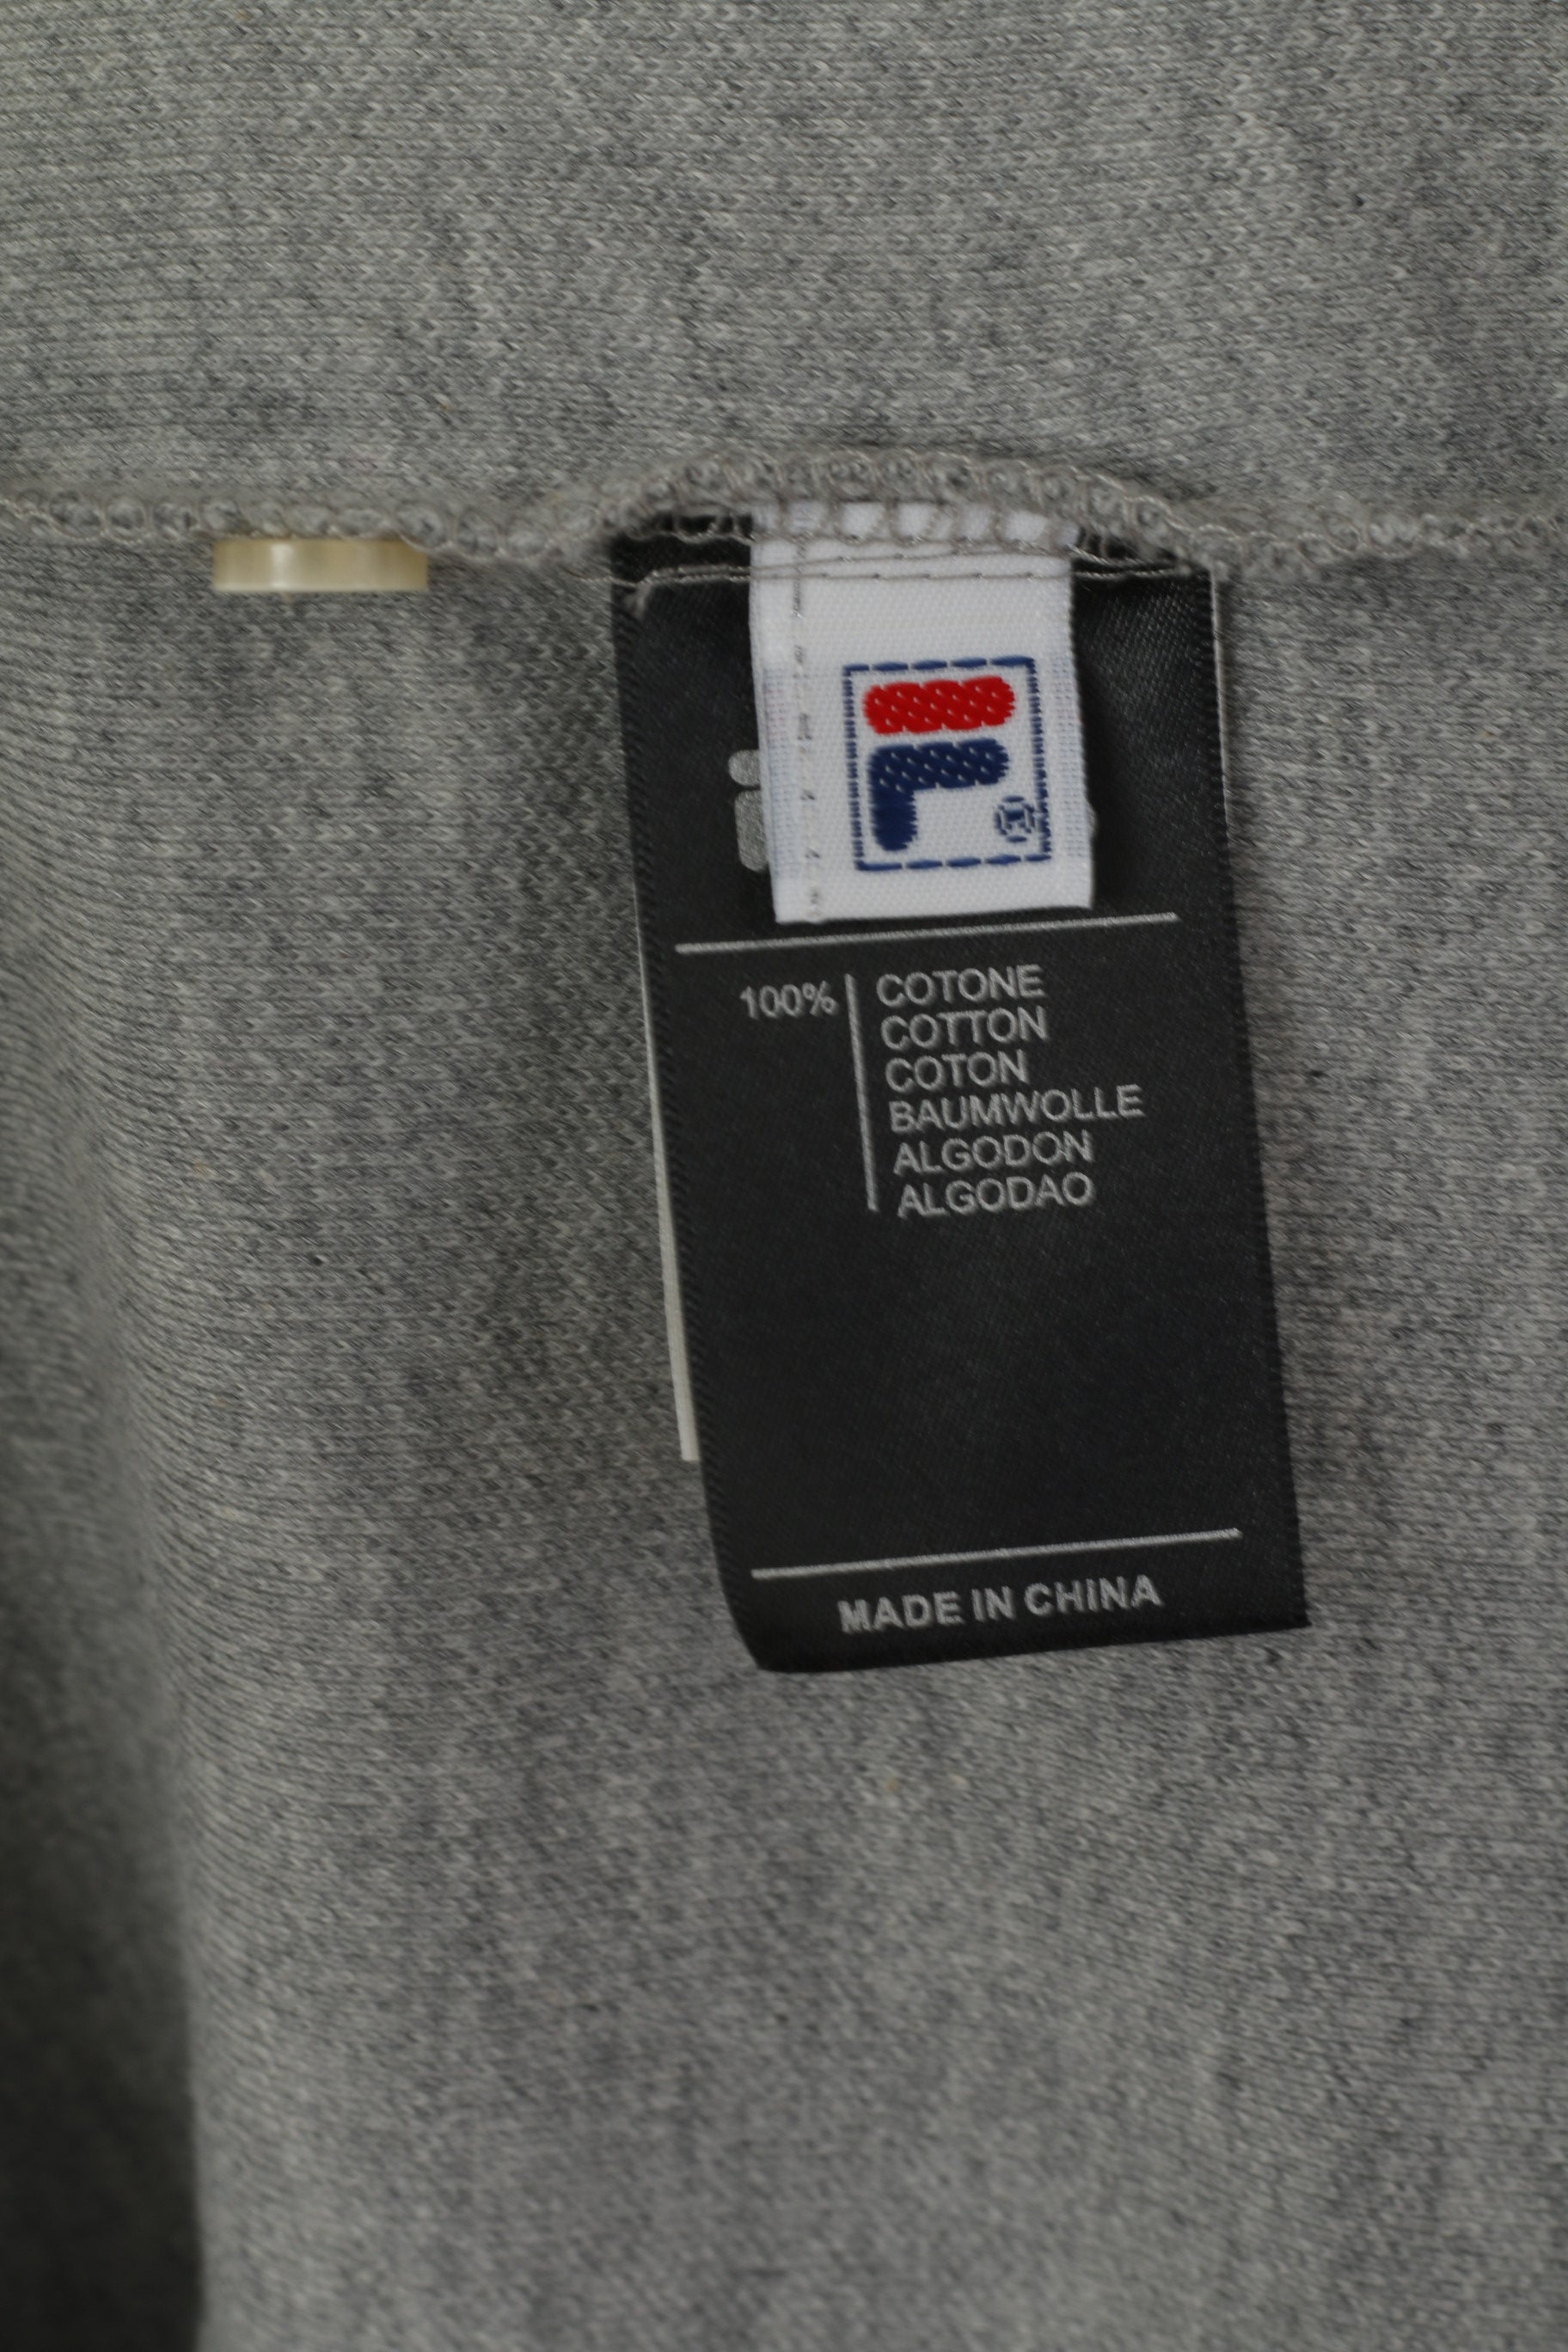 F
®
100%
COTONE
COTTON
COTON
BAUMWOLLE
ALGODON
ALGODAO
MADE IN CHINA